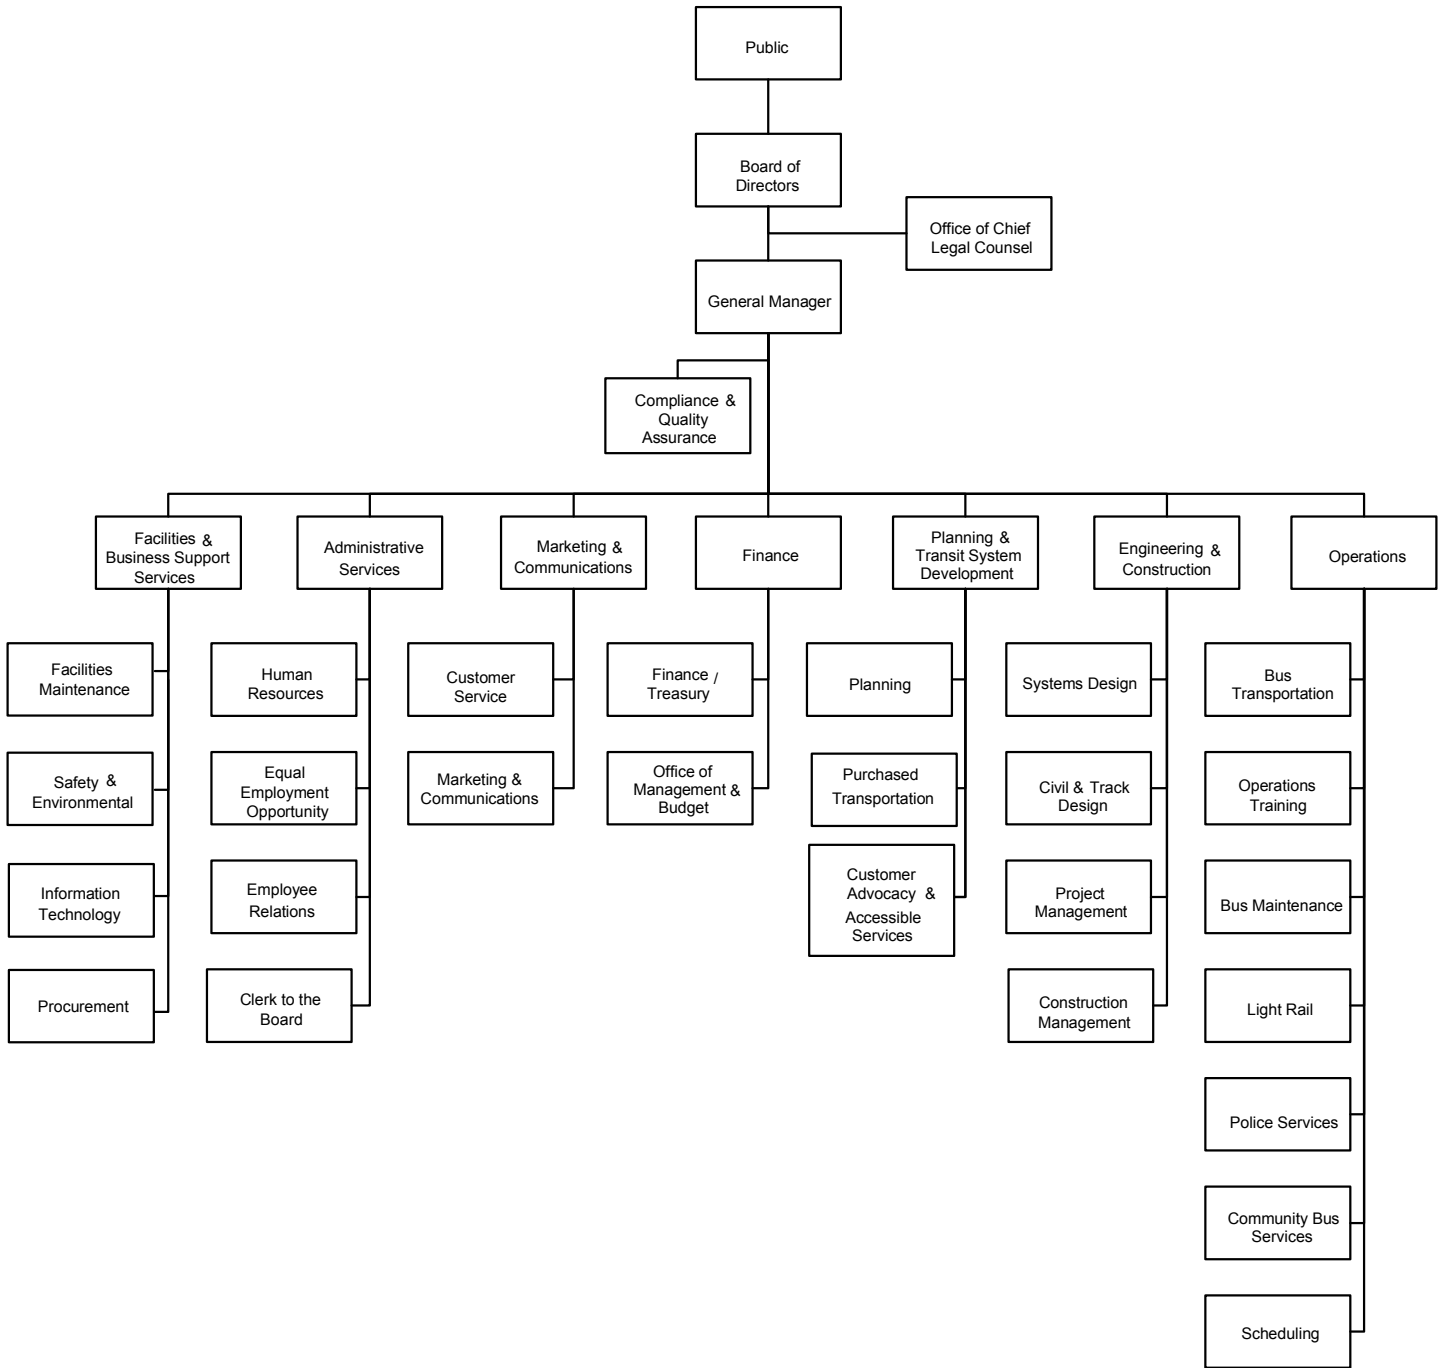 Public
Board of
Directors
Office of Chief
Legal Counsel
General Manager
Compliance &
Quality
Assurance
Facilities &
Business Support
Services
Administrative
Services
Marketing &
Communications
Finance
Planning &
Transit System
Development
Engineering &
Construction
Operations
Facilities
Maintenance
Human
Resources
Customer
Service
Finance /
Treasury
Planning
Systems Design
Bus
Transportation
Safety &
Environmental
Equal
Employment
Opportunity
Marketing &
Communications
Office of
Management &
Budget
Purchased
Transportation
Civil & Track
Design
Operations
Training
Information
Technology
Employee
Relations
Customer
Advocacy &
Accessible
Services
Project
Management
Bus Maintenance
Procurement
Clerk to the
Board
Construction
Management
Light Rail
Police Services
Community Bus
Services
Scheduling